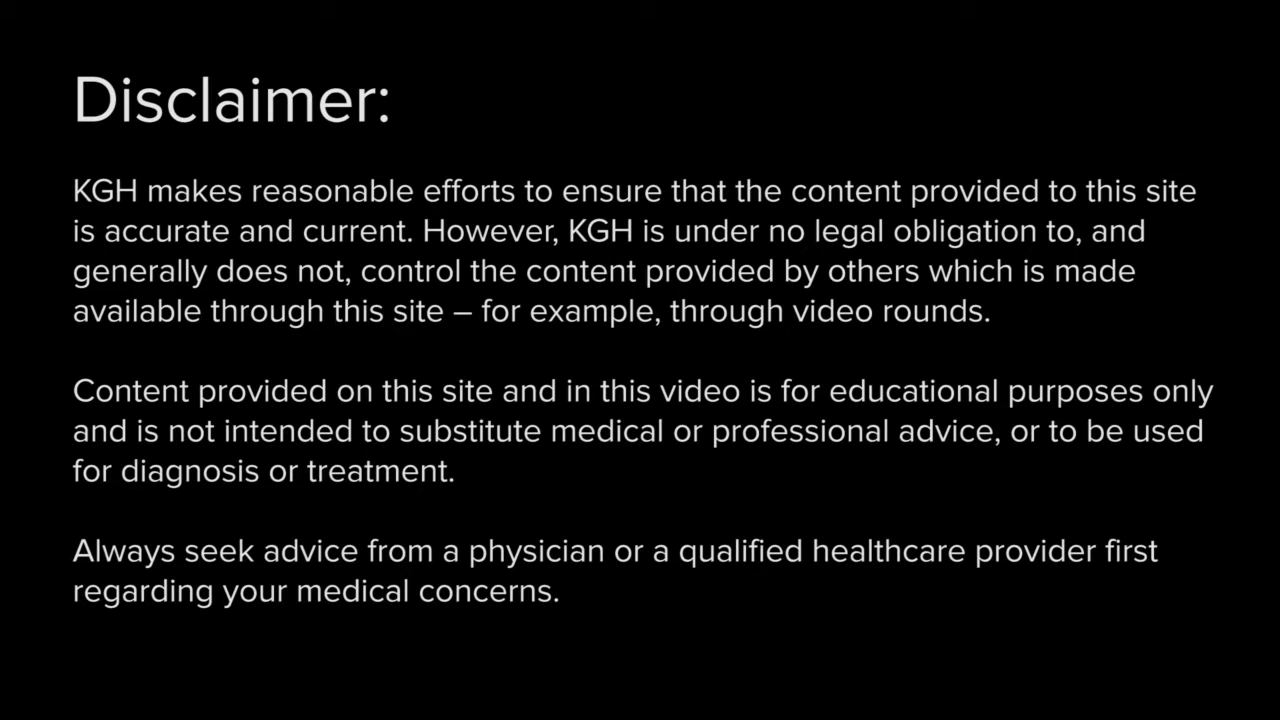 Disclaimer:
KGH makes reasonable efforts to ensure that the content provided to this site
is accurate and current. However, KGH is under no legal obligation to, and
generally does not, control the content provided by others which is made
available through this site – for example, through video rounds.
Content provided on this site and in this video is for educational purposes only
and is not intended to substitute medical or professional advice, or to be used
for diagnosis or treatment.
Always seek advice from a physician or a qualified healthcare provider first
regarding your medical concerns.